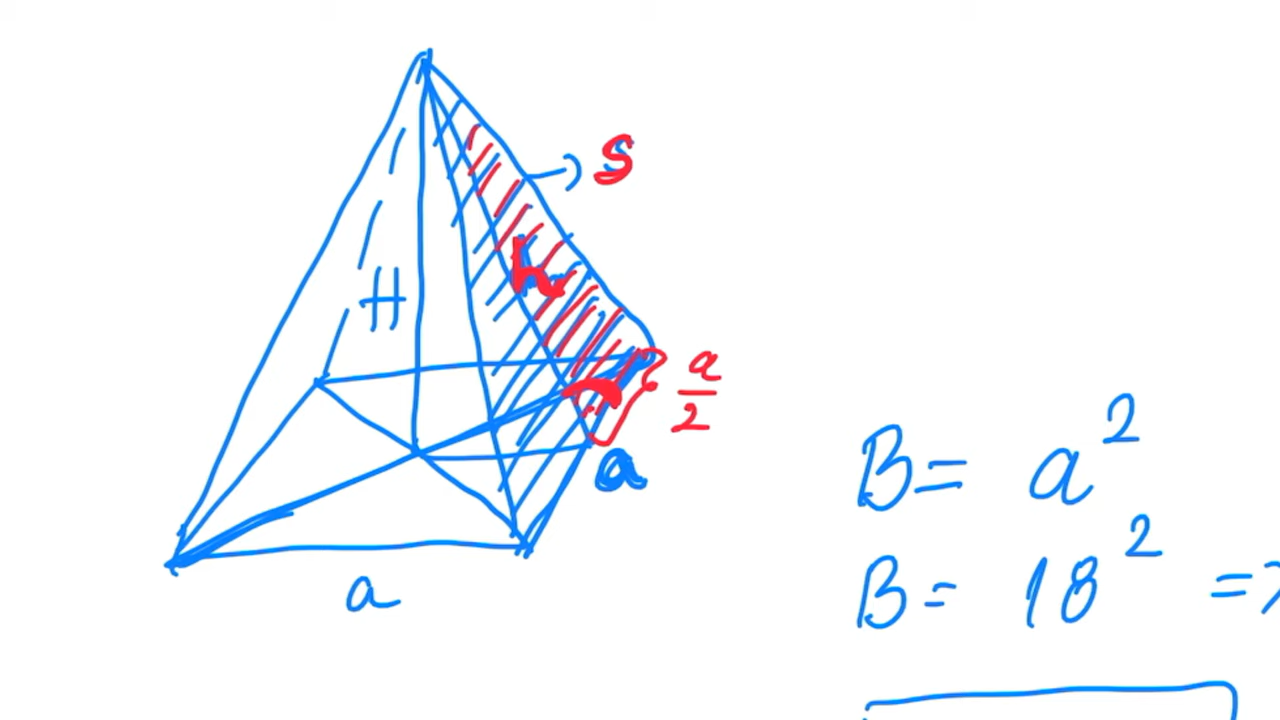 s
h
H
a/2
a
a
B = a²
B = 18² =>